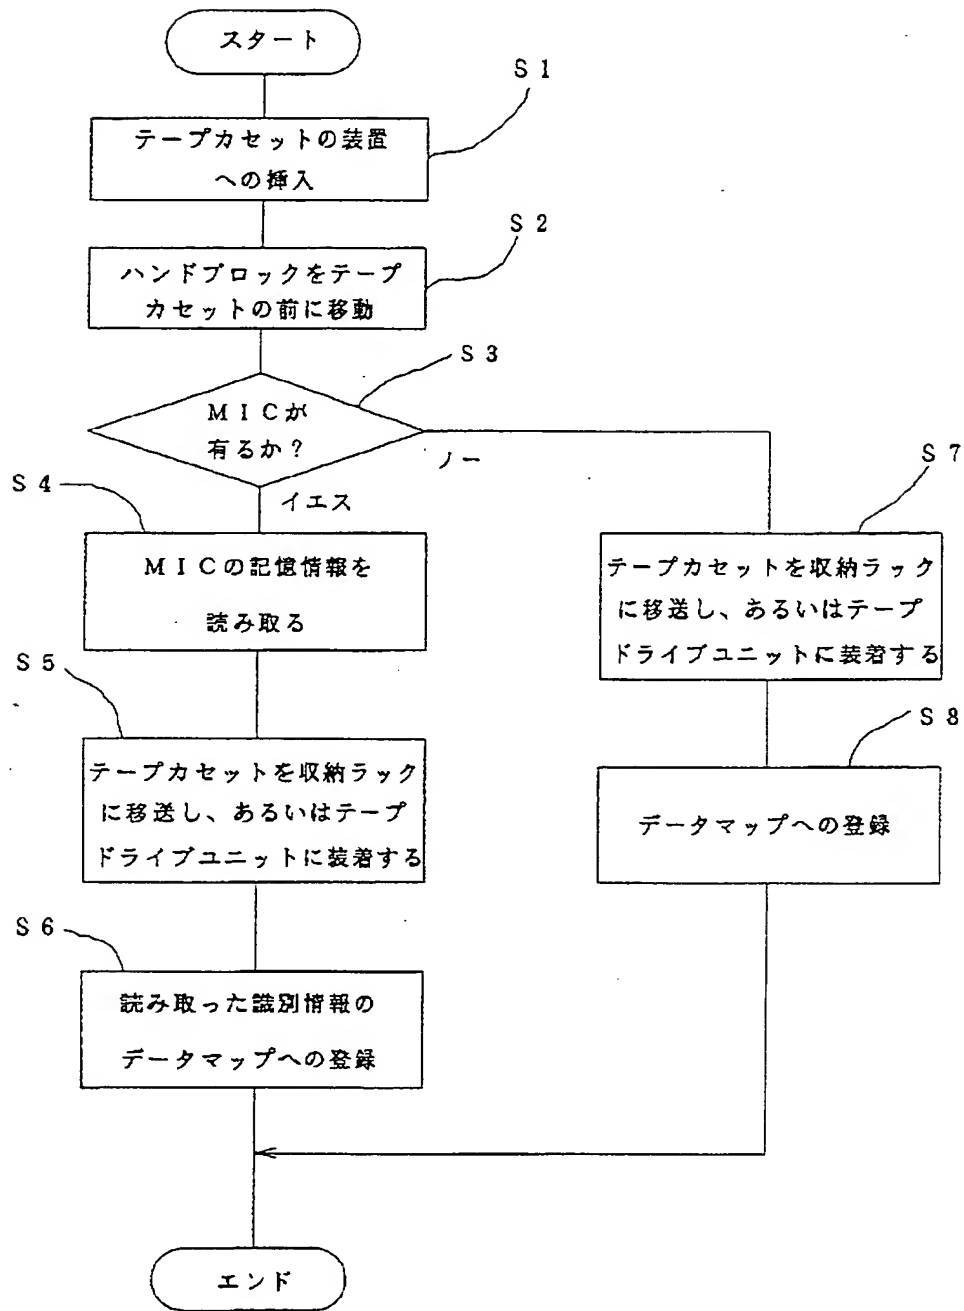 スタート
S1
テープカセットの装置
への挿入
S2
ハンドブロックをテープ
カセットの前に移動
S3
MICが
有るか?
ノー
イエス
S4
MICの記憶情報を
読み取る
S5
テープカセットを収納ラック
に移送し、あるいはテープ
ドライブユニットに装着する
S6
読み取った識別情報の
データマップへの登録
S7
テープカセットを収納ラック
に移送し、あるいはテープ
ドライブユニットに装着する
S8
データマップへの登録
エンド